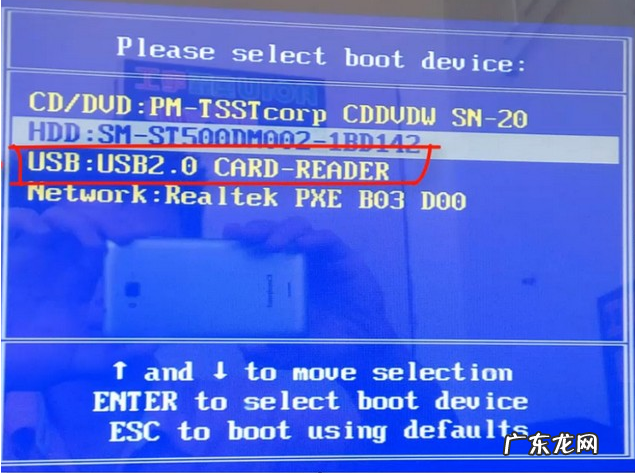 Please select boot device:
CD/DVD:PM-TSSTcorp CDDVDW SN-20
HDD:SM-ST500DM002-1BD142
USB:USB2.0 CARD-READER
Network:Realtek PXE B03 D00
↑ and ↓ to move selection
ENTER to select boot device
ESC to boot using defaults
广东龙网